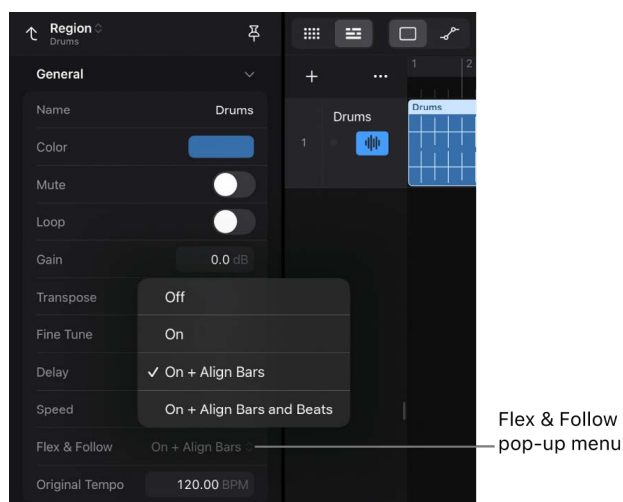 Region
Drums
General
Name Drums
Color
Mute
Loop
Gain 0.0 dB
Transpose
Fine Tune
Delay
Speed
Off
On
✓ On + Align Bars
On + Align Bars and Beats
Flex & Follow On + Align Bars
Original Tempo 120.00 BPM
+ ...
1 2
1 Drums
Drums
Flex & Follow
pop-up menu